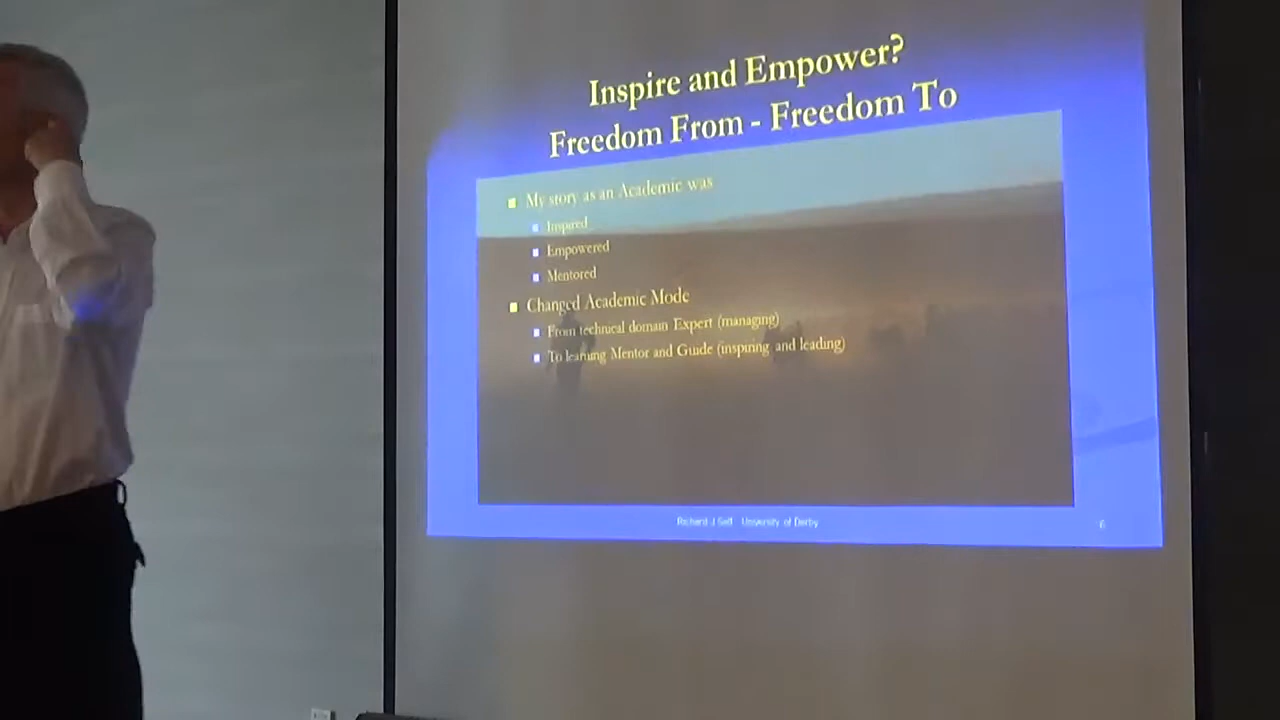 Inspire and Empower?
Freedom From - Freedom To
My story as an Academic was
Inspired
Empowered
Mentored
Changed Academic Mode
From technical domain Expert (managing)
To learning Mentor and Guide (inspiring and leading)
Richard J Self University of Derby
6